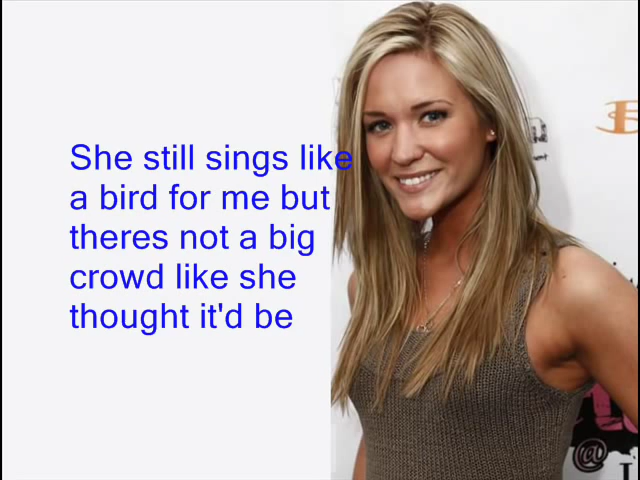 She still sings like
a bird for me but
theres not a big
crowd like she
thought it'd be
@